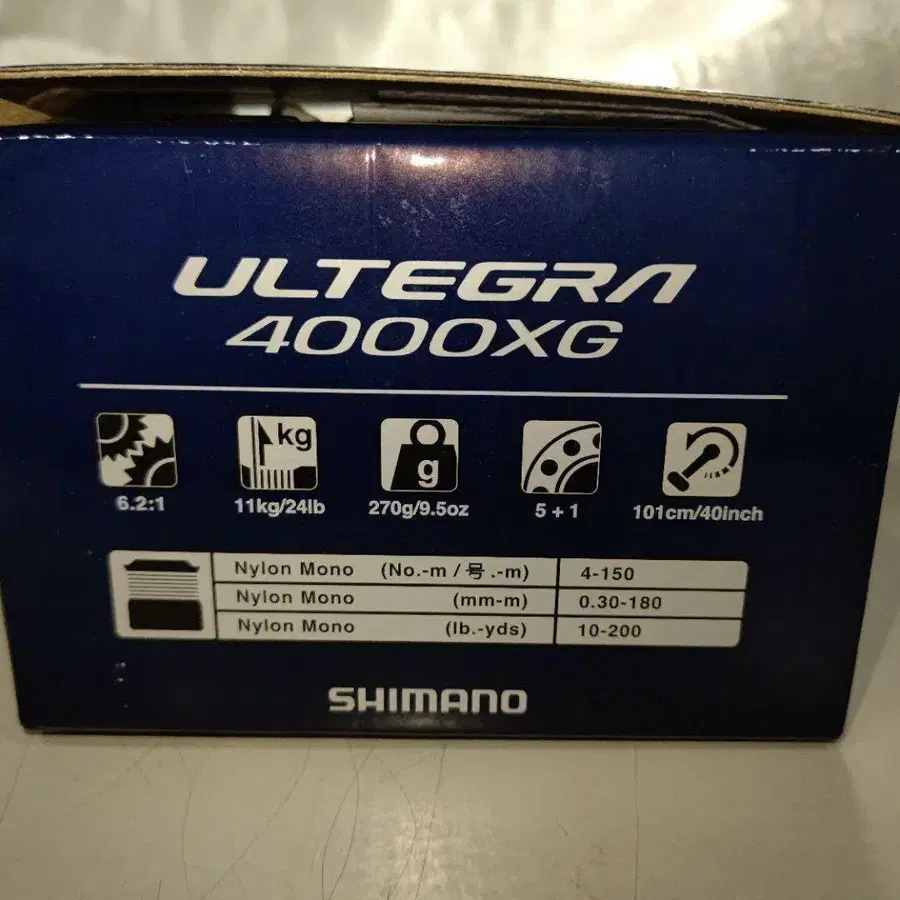 ULTEGRA
4000XG
kg
g
6.2:1 11kg/24lb 270g/9.5oz 5 + 1 101cm/40inch
Nylon Mono (No.-m / 号.-m) 4-150
Nylon Mono (mm-m) 0.30-180
Nylon Mono (lb.-yds) 10-200
SHIMANO